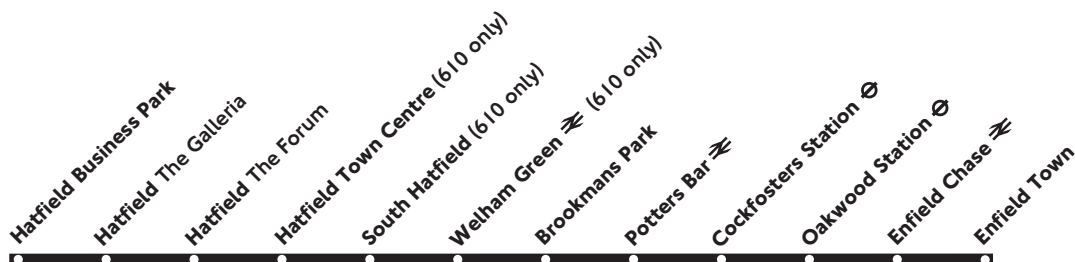 Hatfield Business Park
Hatfield The Galleria
Hatfield The Forum
Hatfield Town Centre (610 only)
South Hatfield (610 only)
Welham Green (610 only)
Brookmans Park
Potters Bar
Cockfosters Station
Oakwood Station
Enfield Chase
Enfield Town